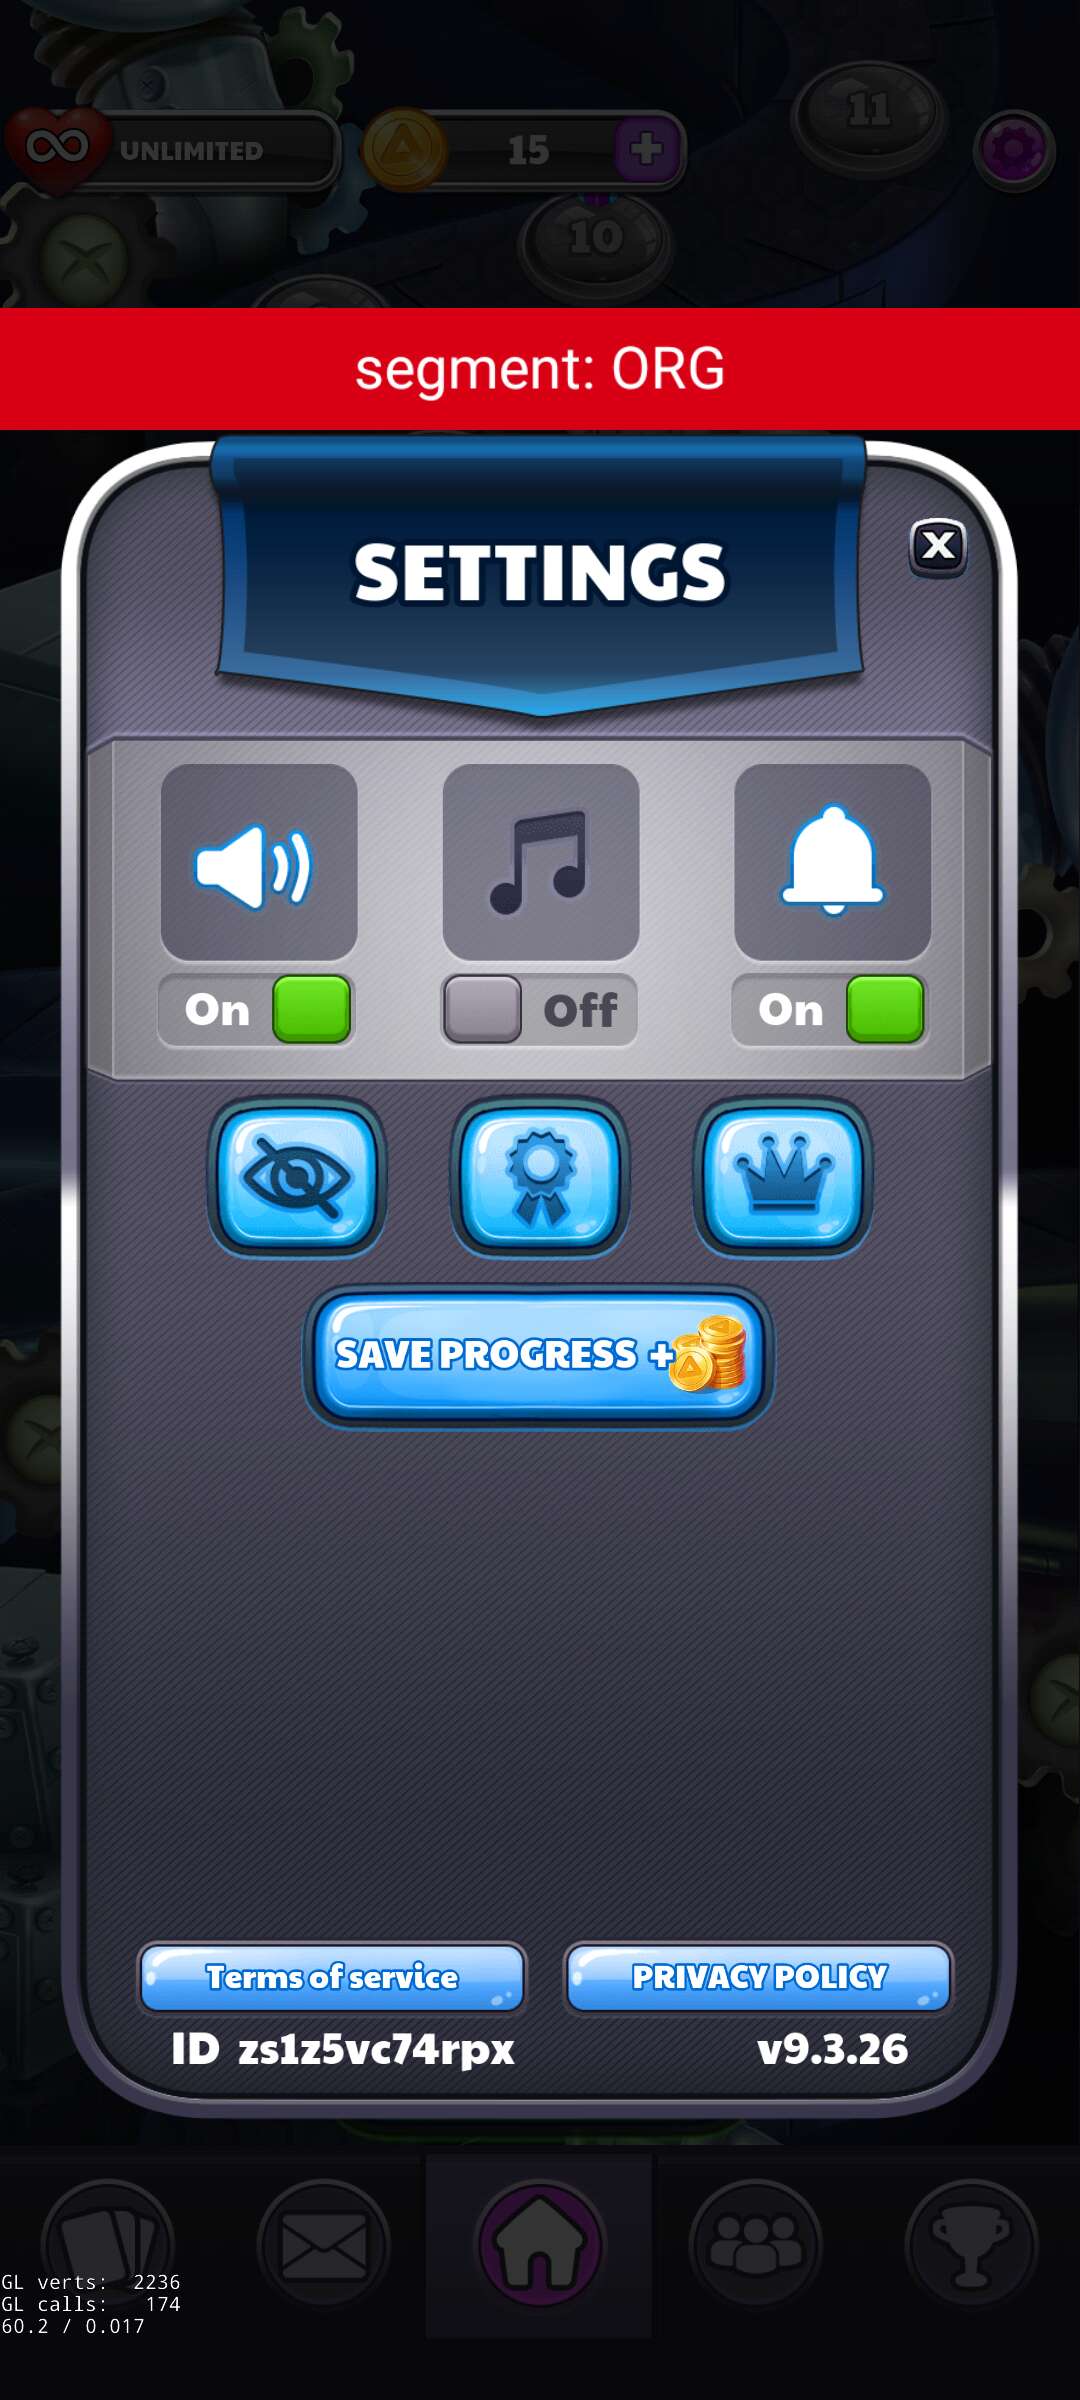 UNLIMITED
15
+
11
10
segment: ORG
SETTINGS
X
On
Off
On
SAVE PROGRESS +
Terms of service
PRIVACY POLICY
ID zs1z5vc74rpx
v9.3.26
GL verts: 2236
GL calls: 174
60.2 / 0.017